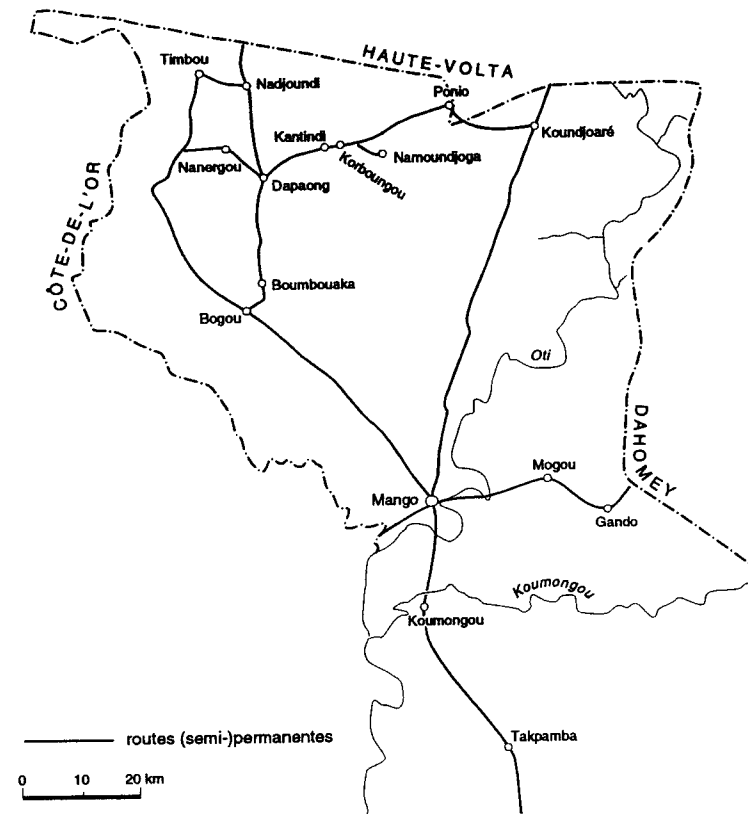 HAUTE-VOLTA
Timbou
Nadjoundi
Ponio
Koundjoaré
Kantindi
Korboungou
Namoundjoga
Nanergou
Dapaong
CÔTE-DE-L'OR
Boumbouaka
Bogou
Oti
DAHOMEY
Mogou
Mango
Gando
Koumongou
Koumongou
Takpamba
routes (semi-)permanentes
0 10 20 km